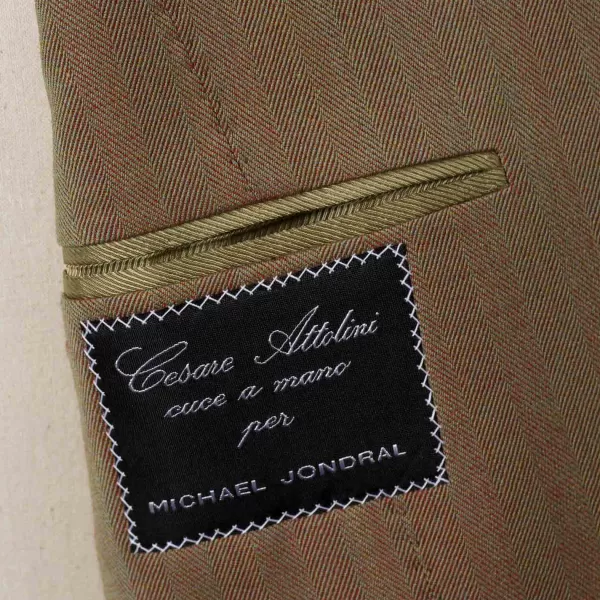 Cesare Attolini
cuce a mano
per
MICHAEL JONDRAL